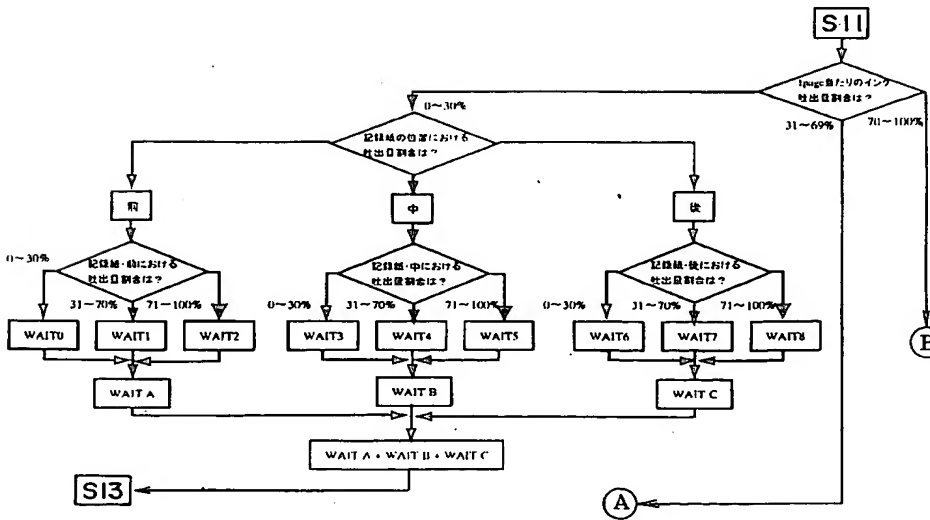 S11
1page当たりのインク
吐出量割合は？
0～30%
31～69%
70～100%
記録紙の位置における
吐出量割合は？
前
中
後
0～30%
記録紙・前における
吐出量割合は？
31～70%
71～100%
記録紙・中における
吐出量割合は？
0～30%
31～70%
71～100%
記録紙・後における
吐出量割合は？
0～30%
31～70%
71～100%
WAIT0
WAIT1
WAIT2
WAIT3
WAIT4
WAIT5
WAIT6
WAIT7
WAIT8
B
WAIT A
WAIT B
WAIT C
WAIT A + WAIT B + WAIT C
S13
A